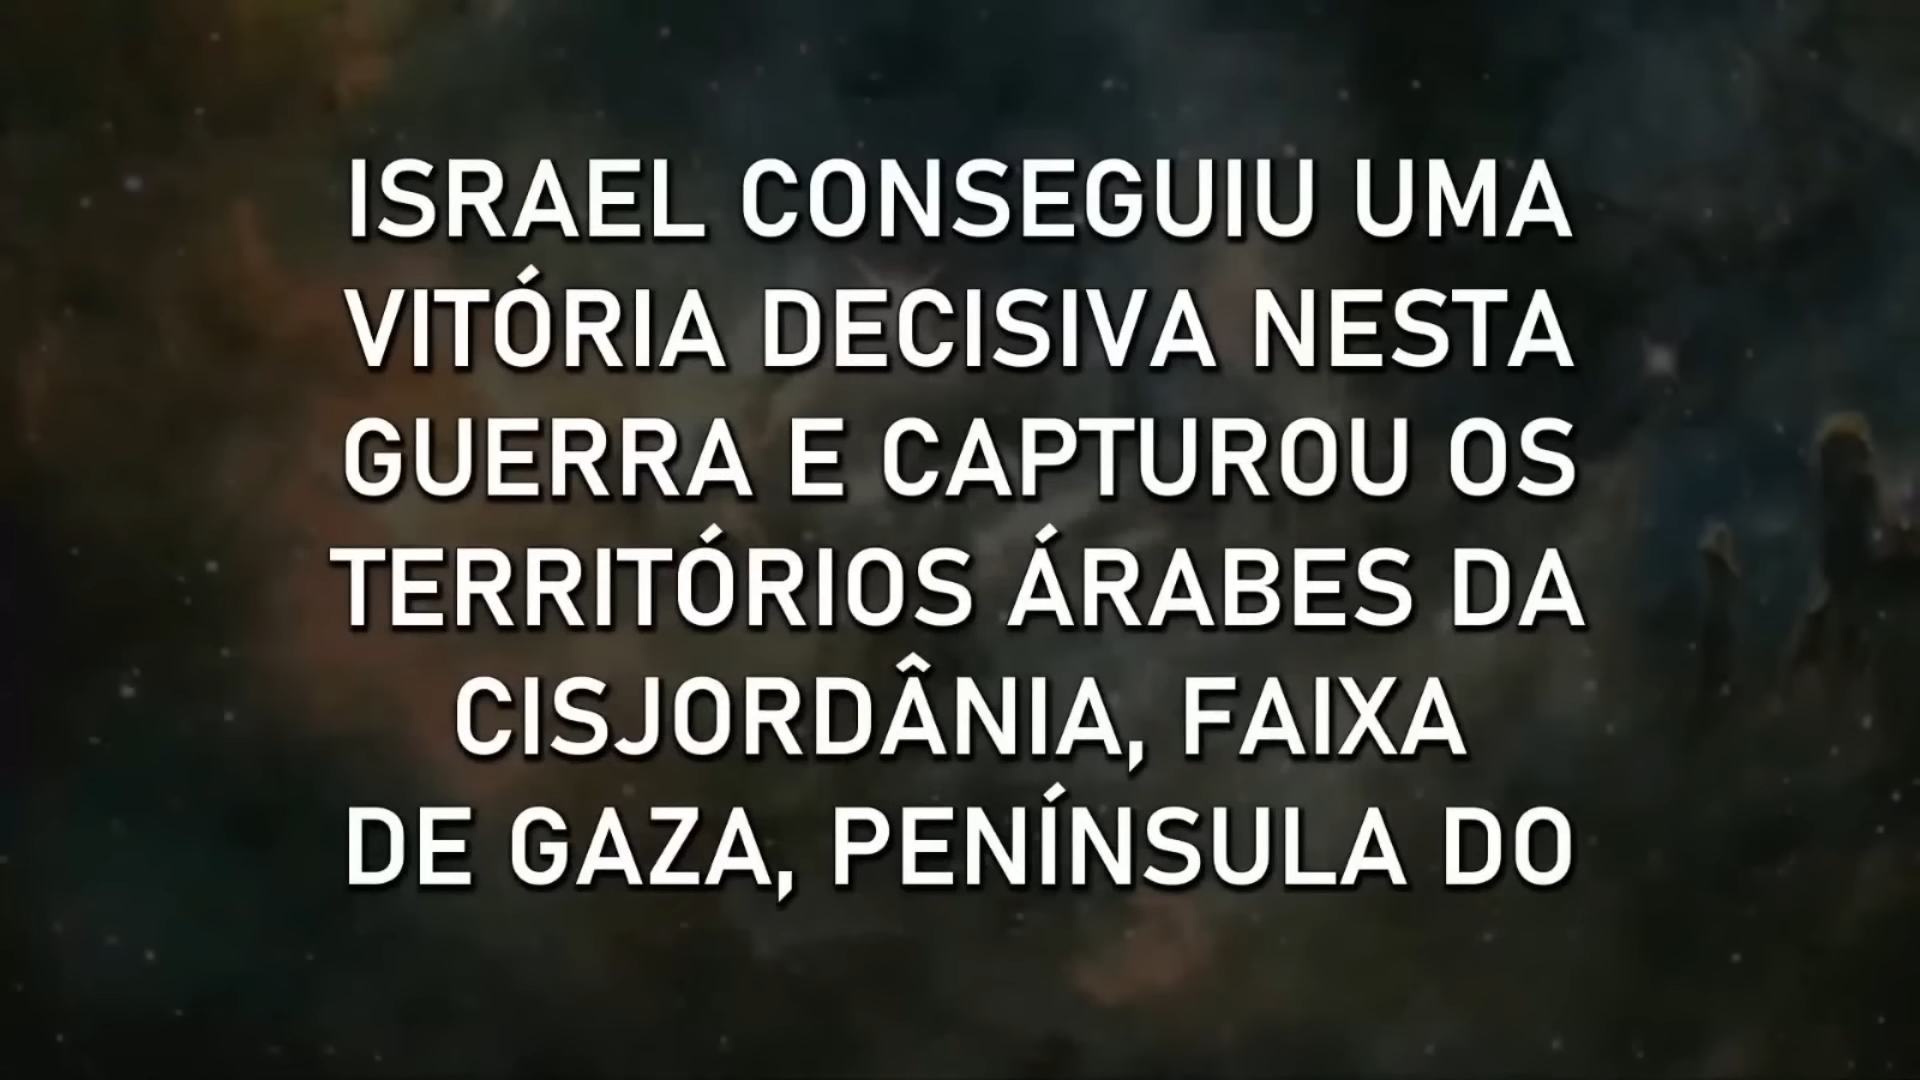 ISRAEL CONSEGUIU UMA
VITÓRIA DECISIVA NESTA
GUERRA E CAPTUROU OS
TERRITÓRIOS ÁRABES DA
CISJORDÂNIA, FAIXA
DE GAZA, PENÍNSULA DO